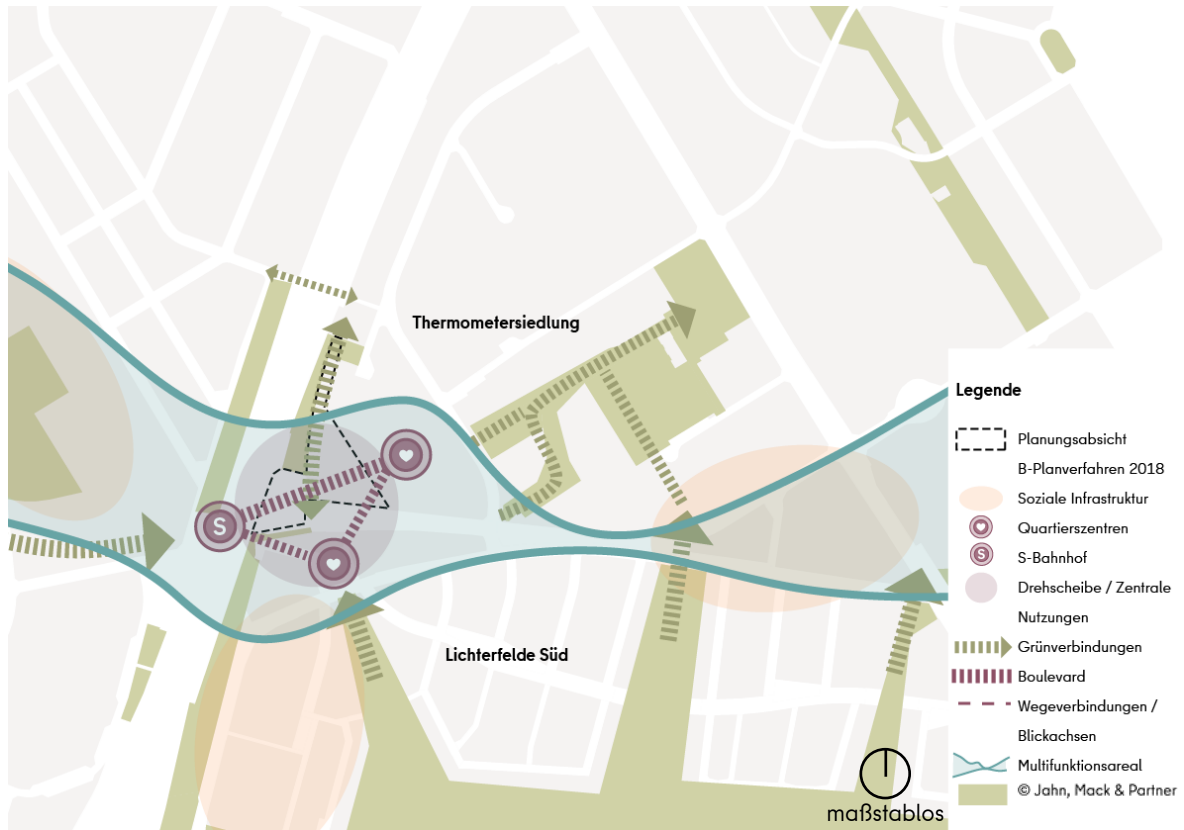 Thermometersiedlung
S
Lichterfelde Süd
maßstablos
Legende
Planungsabsicht
B-Planverfahren 2018
Soziale Infrastruktur
Quartierszentren
S
S-Bahnhof
Drehscheibe / Zentrale
Nutzungen
Grünverbindungen
Boulevard
Wegeverbindungen /
Blickachsen
Multifunktionsareal
© Jahn, Mack & Partner